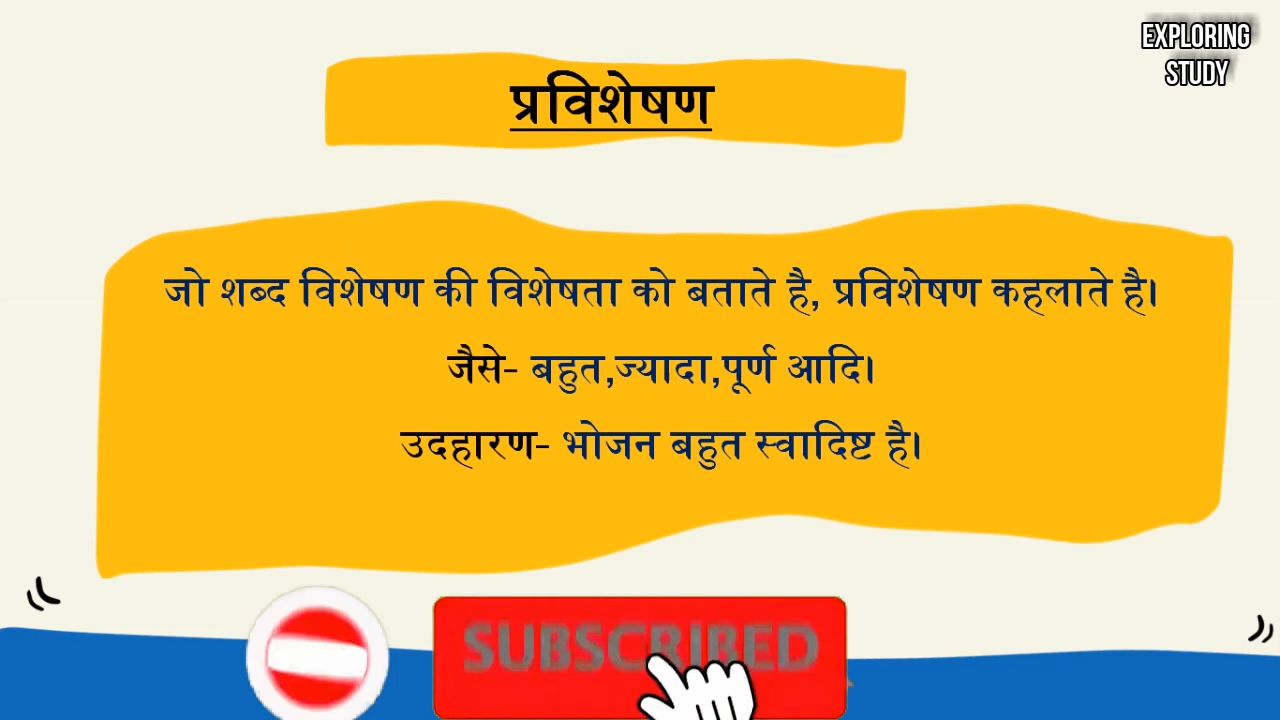 EXPLORING
STUDY
प्रविशेषण
जो शब्द विशेषण की विशेषता को बताते है, प्रविशेषण कहलाते है।
जैसे- बहुत,ज्यादा,पूर्ण आदि।
उदहारण- भोजन बहुत स्वादिष्ट है।
SUBSCRIBED